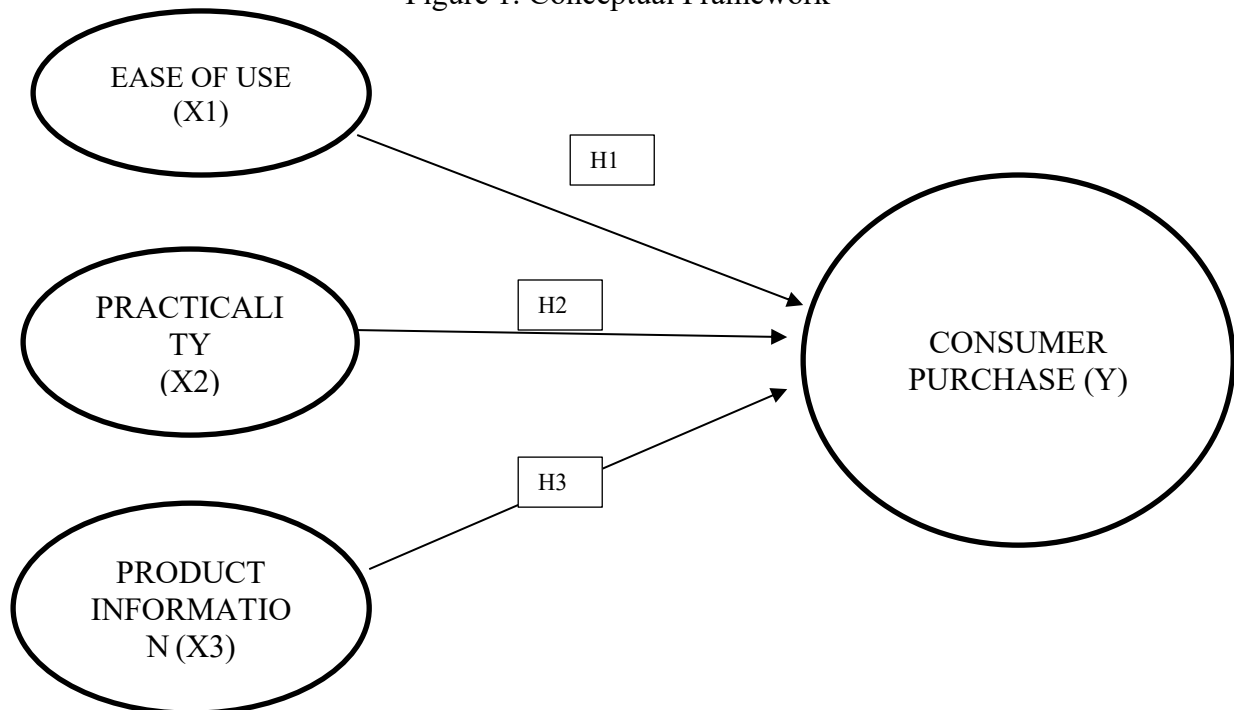 Figure 1. Conceptual Framework
EASE OF USE
(X1)
H1
PRACTICALI
TY
(X2)
H2
CONSUMER
PURCHASE (Y)
H3
PRODUCT
INFORMATIO
N (X3)